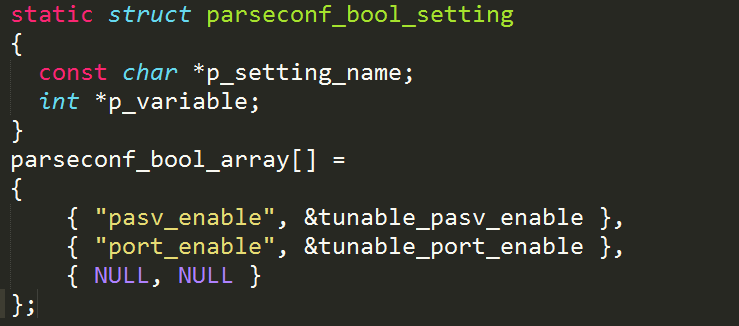 static struct parseconf_bool_setting
{
  const char *p_setting_name;
  int *p_variable;
}
parseconf_bool_array[] =
{
    { "pasv_enable", &tunable_pasv_enable },
    { "port_enable", &tunable_port_enable },
    { NULL, NULL }
};